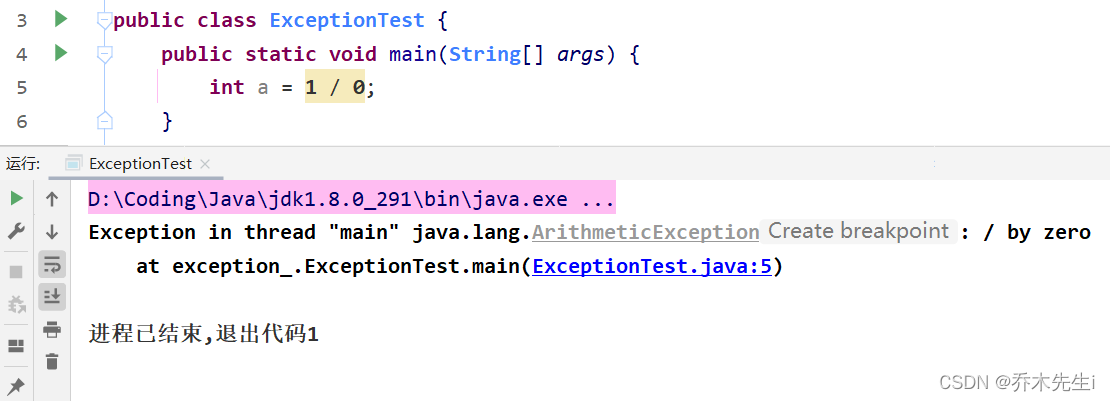 3 public class ExceptionTest {
4 public static void main(String[] args) {
5 int a = 1 / 0;
6 }
运行: ExceptionTest
D:\Coding\Java\jdk1.8.0_291\bin\java.exe ...
Exception in thread "main" java.lang.ArithmeticException Create breakpoint : / by zero
at exception_.ExceptionTest.main(ExceptionTest.java:5)
进程已结束,退出代码1
CSDN @乔木先生i